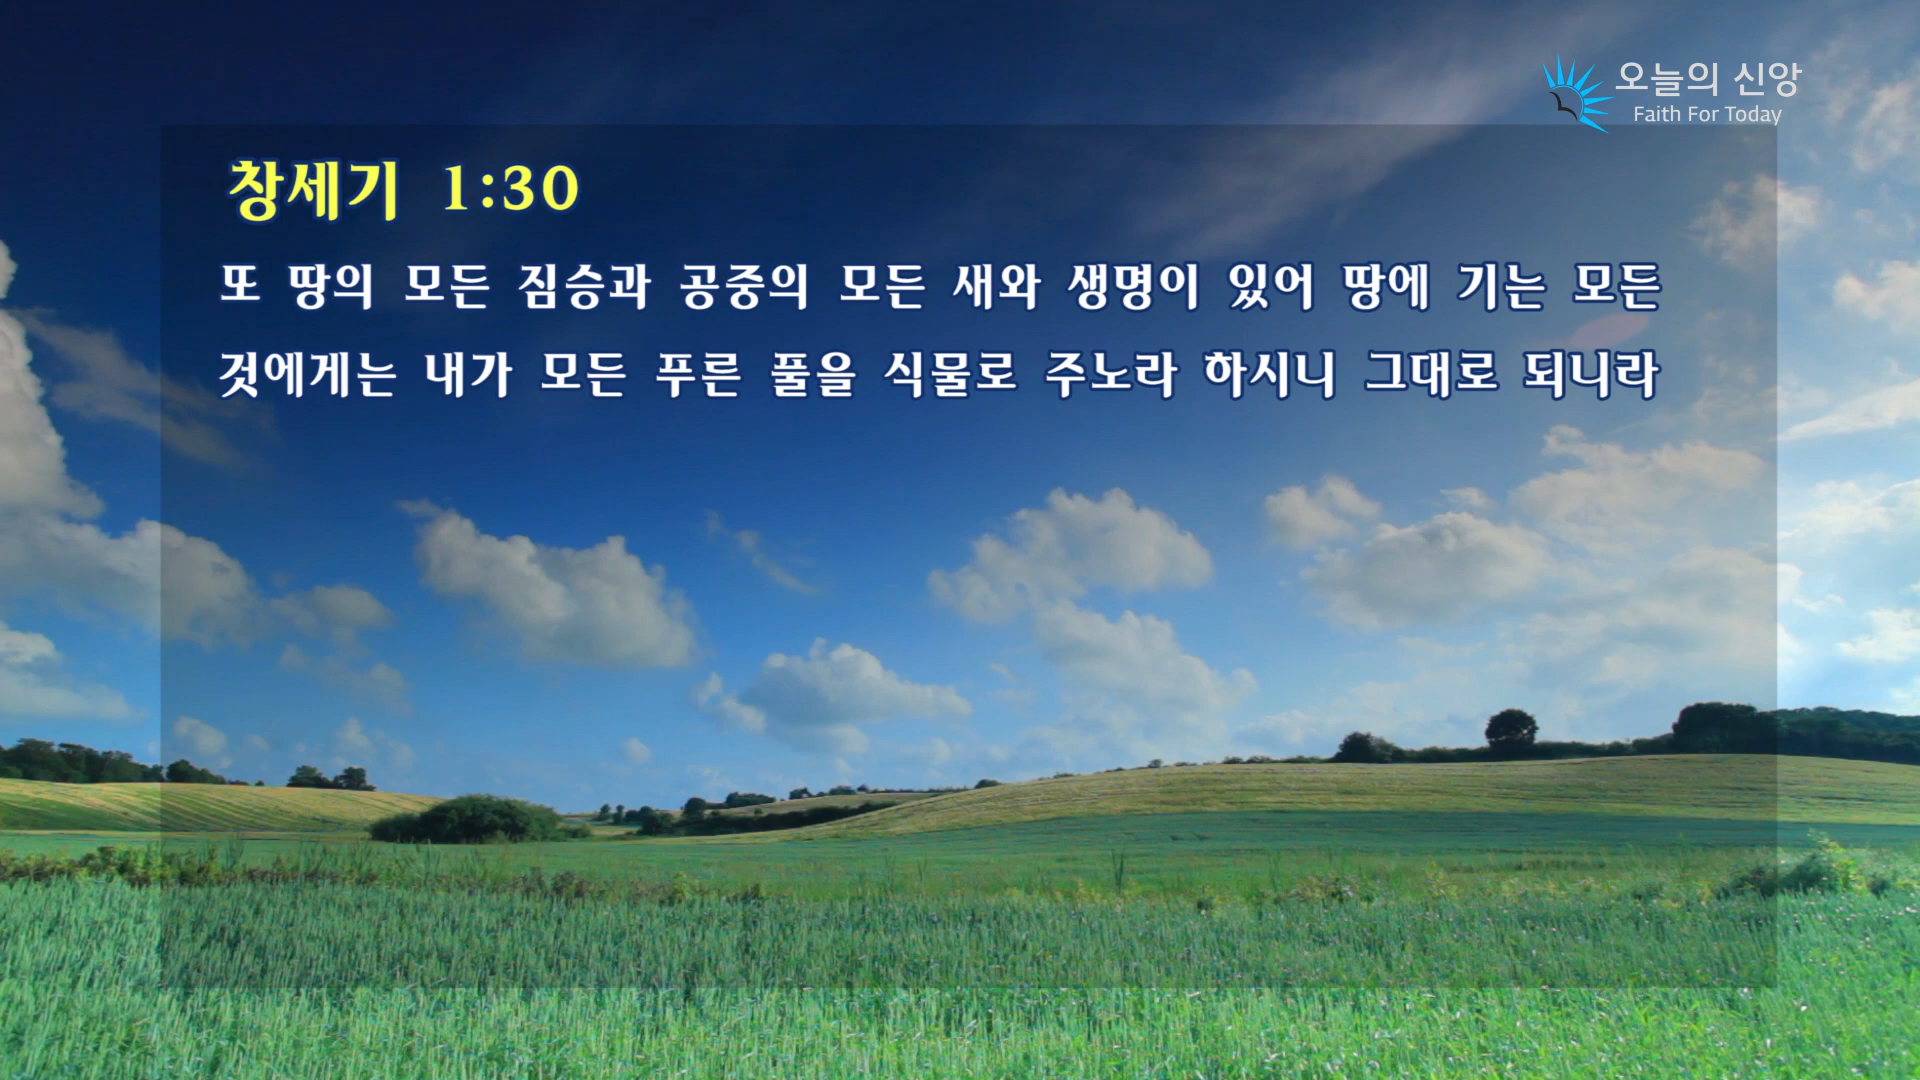 오늘의 신앙
Faith For Today
창세기 1:30
또 땅의 모든 짐승과 공중의 모든 새와 생명이 있어 땅에 기는 모든
것에게는 내가 모든 푸른 풀을 식물로 주노라 하시니 그대로 되니라